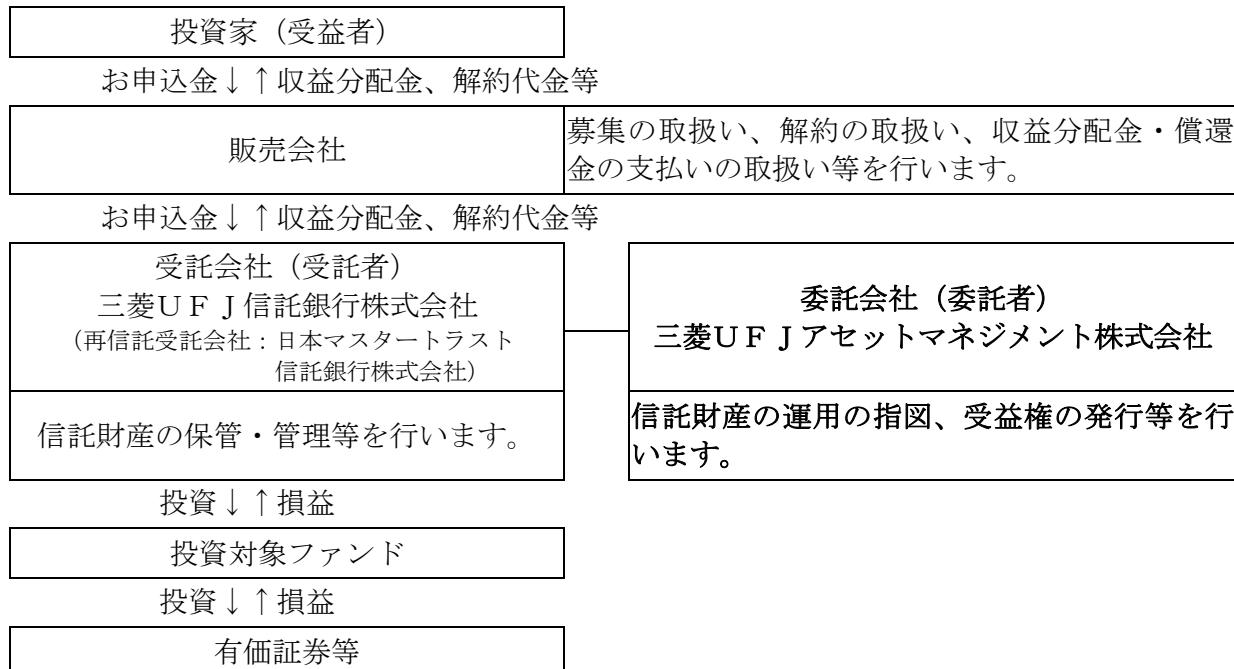 投資家（受益者）
お申込金↓↑収益分配金、解約代金等
販売会社
募集の取扱い、解約の取扱い、収益分配金・償還
金の支払いの取扱い等を行います。
お申込金↓↑収益分配金、解約代金等
受託会社（受託者）
三菱ＵＦＪ信託銀行株式会社
（再信託受託会社：日本マスタートラスト
信託銀行株式会社）
信託財産の保管・管理等を行います。
委託会社（委託者）
三菱ＵＦＪアセットマネジメント株式会社
信託財産の運用の指図、受益権の発行等を行
います。
投資↓↑損益
投資対象ファンド
投資↓↑損益
有価証券等